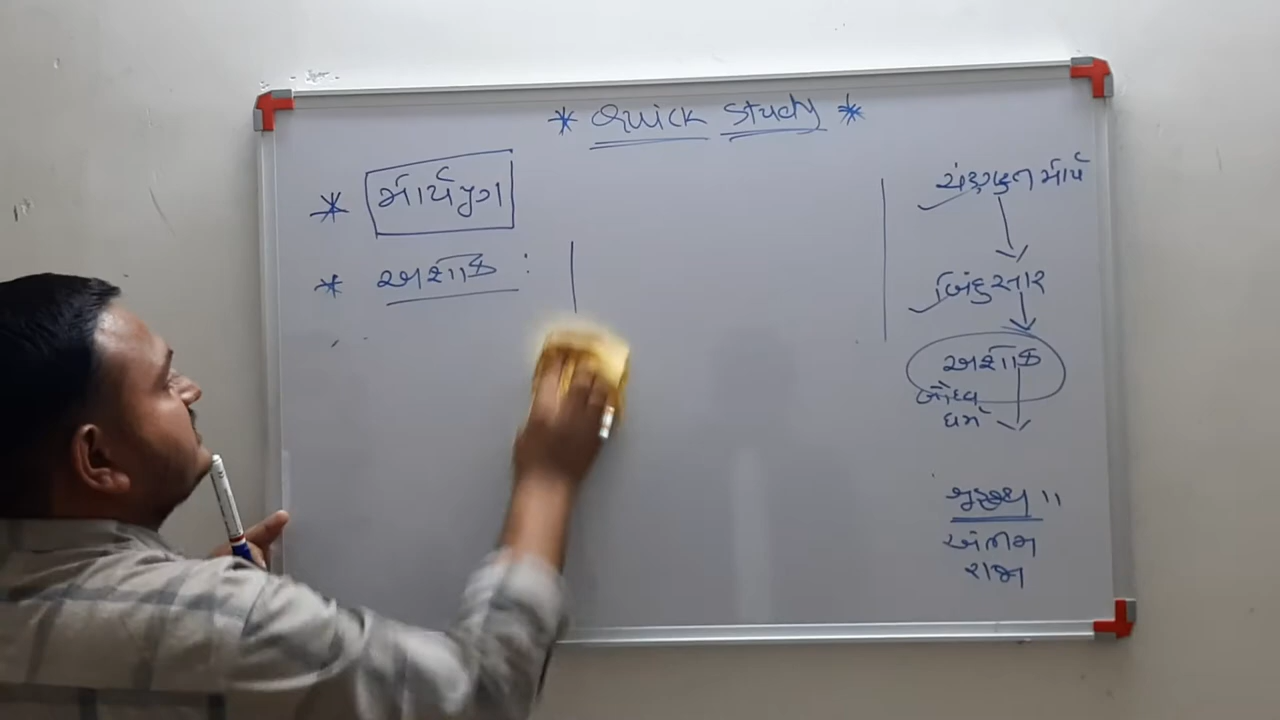 * Quick Study *
* મૌર્યયુગ
* અશોક :
ચંદ્રગુપ્ત મૌર્ય
બિંદુસાર
અશોક
બૌધ્ધ
ધર્મ
બૃહદ્રથ
અંતિમ
રાજા